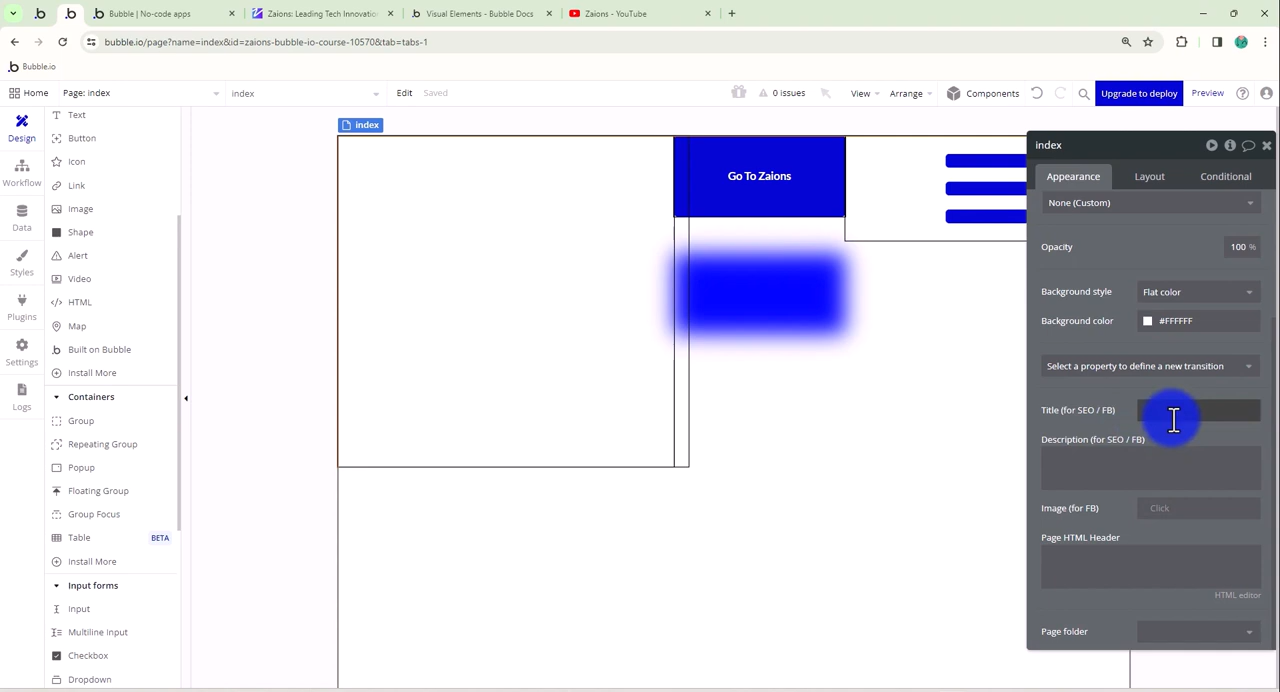 Bubble | No-code apps
Zaions: Leading Tech Innovatio
Visual Elements - Bubble Docs
Zaions - YouTube
bubble.io/page?name=index&id=zaions-bubble-io-course-10570&tab=tabs-1
Bubble.io
Home
Page: index
index
Edit
Saved
0 issues
View
Arrange
Components
Upgrade to deploy
Preview
Design
Workflow
Data
Styles
Plugins
Settings
Logs
Text
Button
Icon
Link
Image
Shape
Alert
Video
HTML
Map
Built on Bubble
Install More
Containers
Group
Repeating Group
Popup
Floating Group
Group Focus
Table BETA
Install More
Input forms
Input
Multiline Input
Checkbox
Dropdown
index
Go To Zaions
index
Appearance
Layout
Conditional
None (Custom)
Opacity 100 %
Background style Flat color
Background color #FFFFFF
Select a property to define a new transition
Title (for SEO / FB)
Description (for SEO / FB)
Image (for FB) Click
Page HTML Header
HTML editor
Page folder